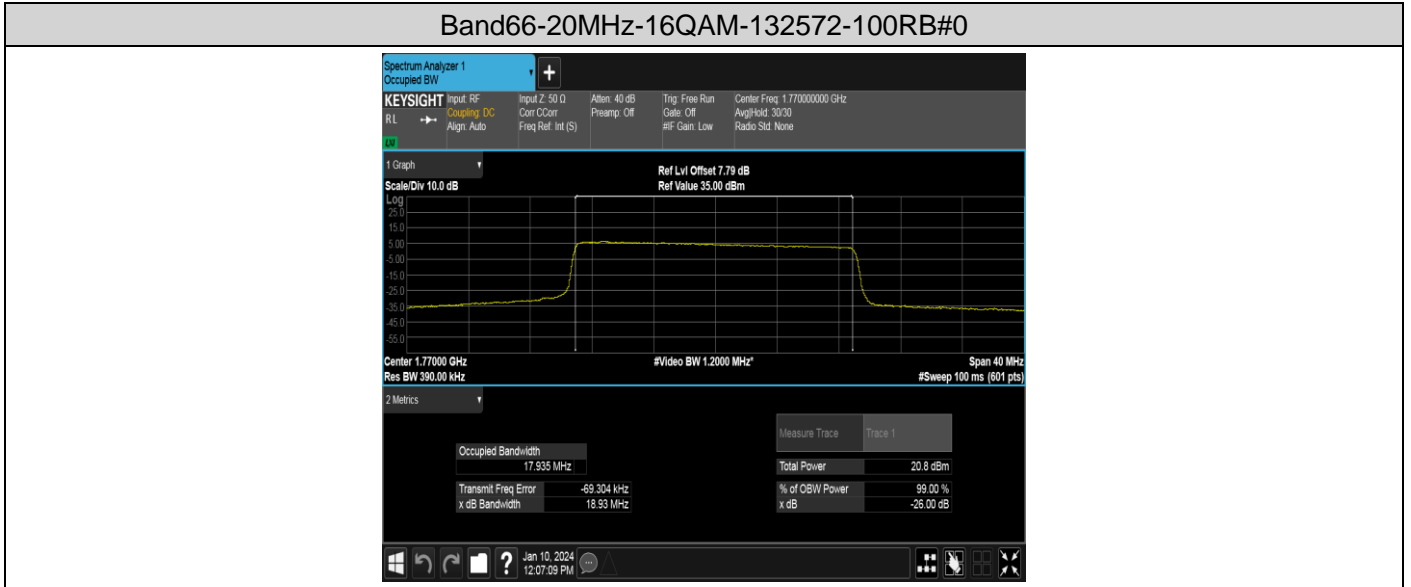 Band66-20MHz-16QAM-132572-100RB#0
Spectrum Analyzer 1
Occupied BW
+
KEYSIGHT
RL
Input: RF
Coupling: DC
Align: Auto
Input Z: 50 Ω
Corr CCorr
Freq Ref: Int (S)
Atten: 40 dB
Preamp: Off
Trig: Free Run
Gate: Off
#IF Gain: Low
Center Freq: 1.770000000 GHz
Avg|Hold: 30/30
Radio Std: None
1 Graph
Scale/Div 10.0 dB
Ref Lvl Offset 7.79 dB
Ref Value 35.00 dBm
Log
25.0
15.0
5.00
-5.00
-15.0
-25.0
-35.0
-45.0
-55.0
Center 1.77000 GHz
#Video BW 1.2000 MHz*
Span 40 MHz
Res BW 390.00 kHz
#Sweep 100 ms (601 pts)
2 Metrics
Measure Trace Trace 1
Occupied Bandwidth
17.935 MHz
Total Power 20.8 dBm
Transmit Freq Error -69.304 kHz
% of OBW Power 99.00 %
x dB Bandwidth 18.93 MHz
x dB -26.00 dB
?
Jan 10, 2024
12:07:09 PM